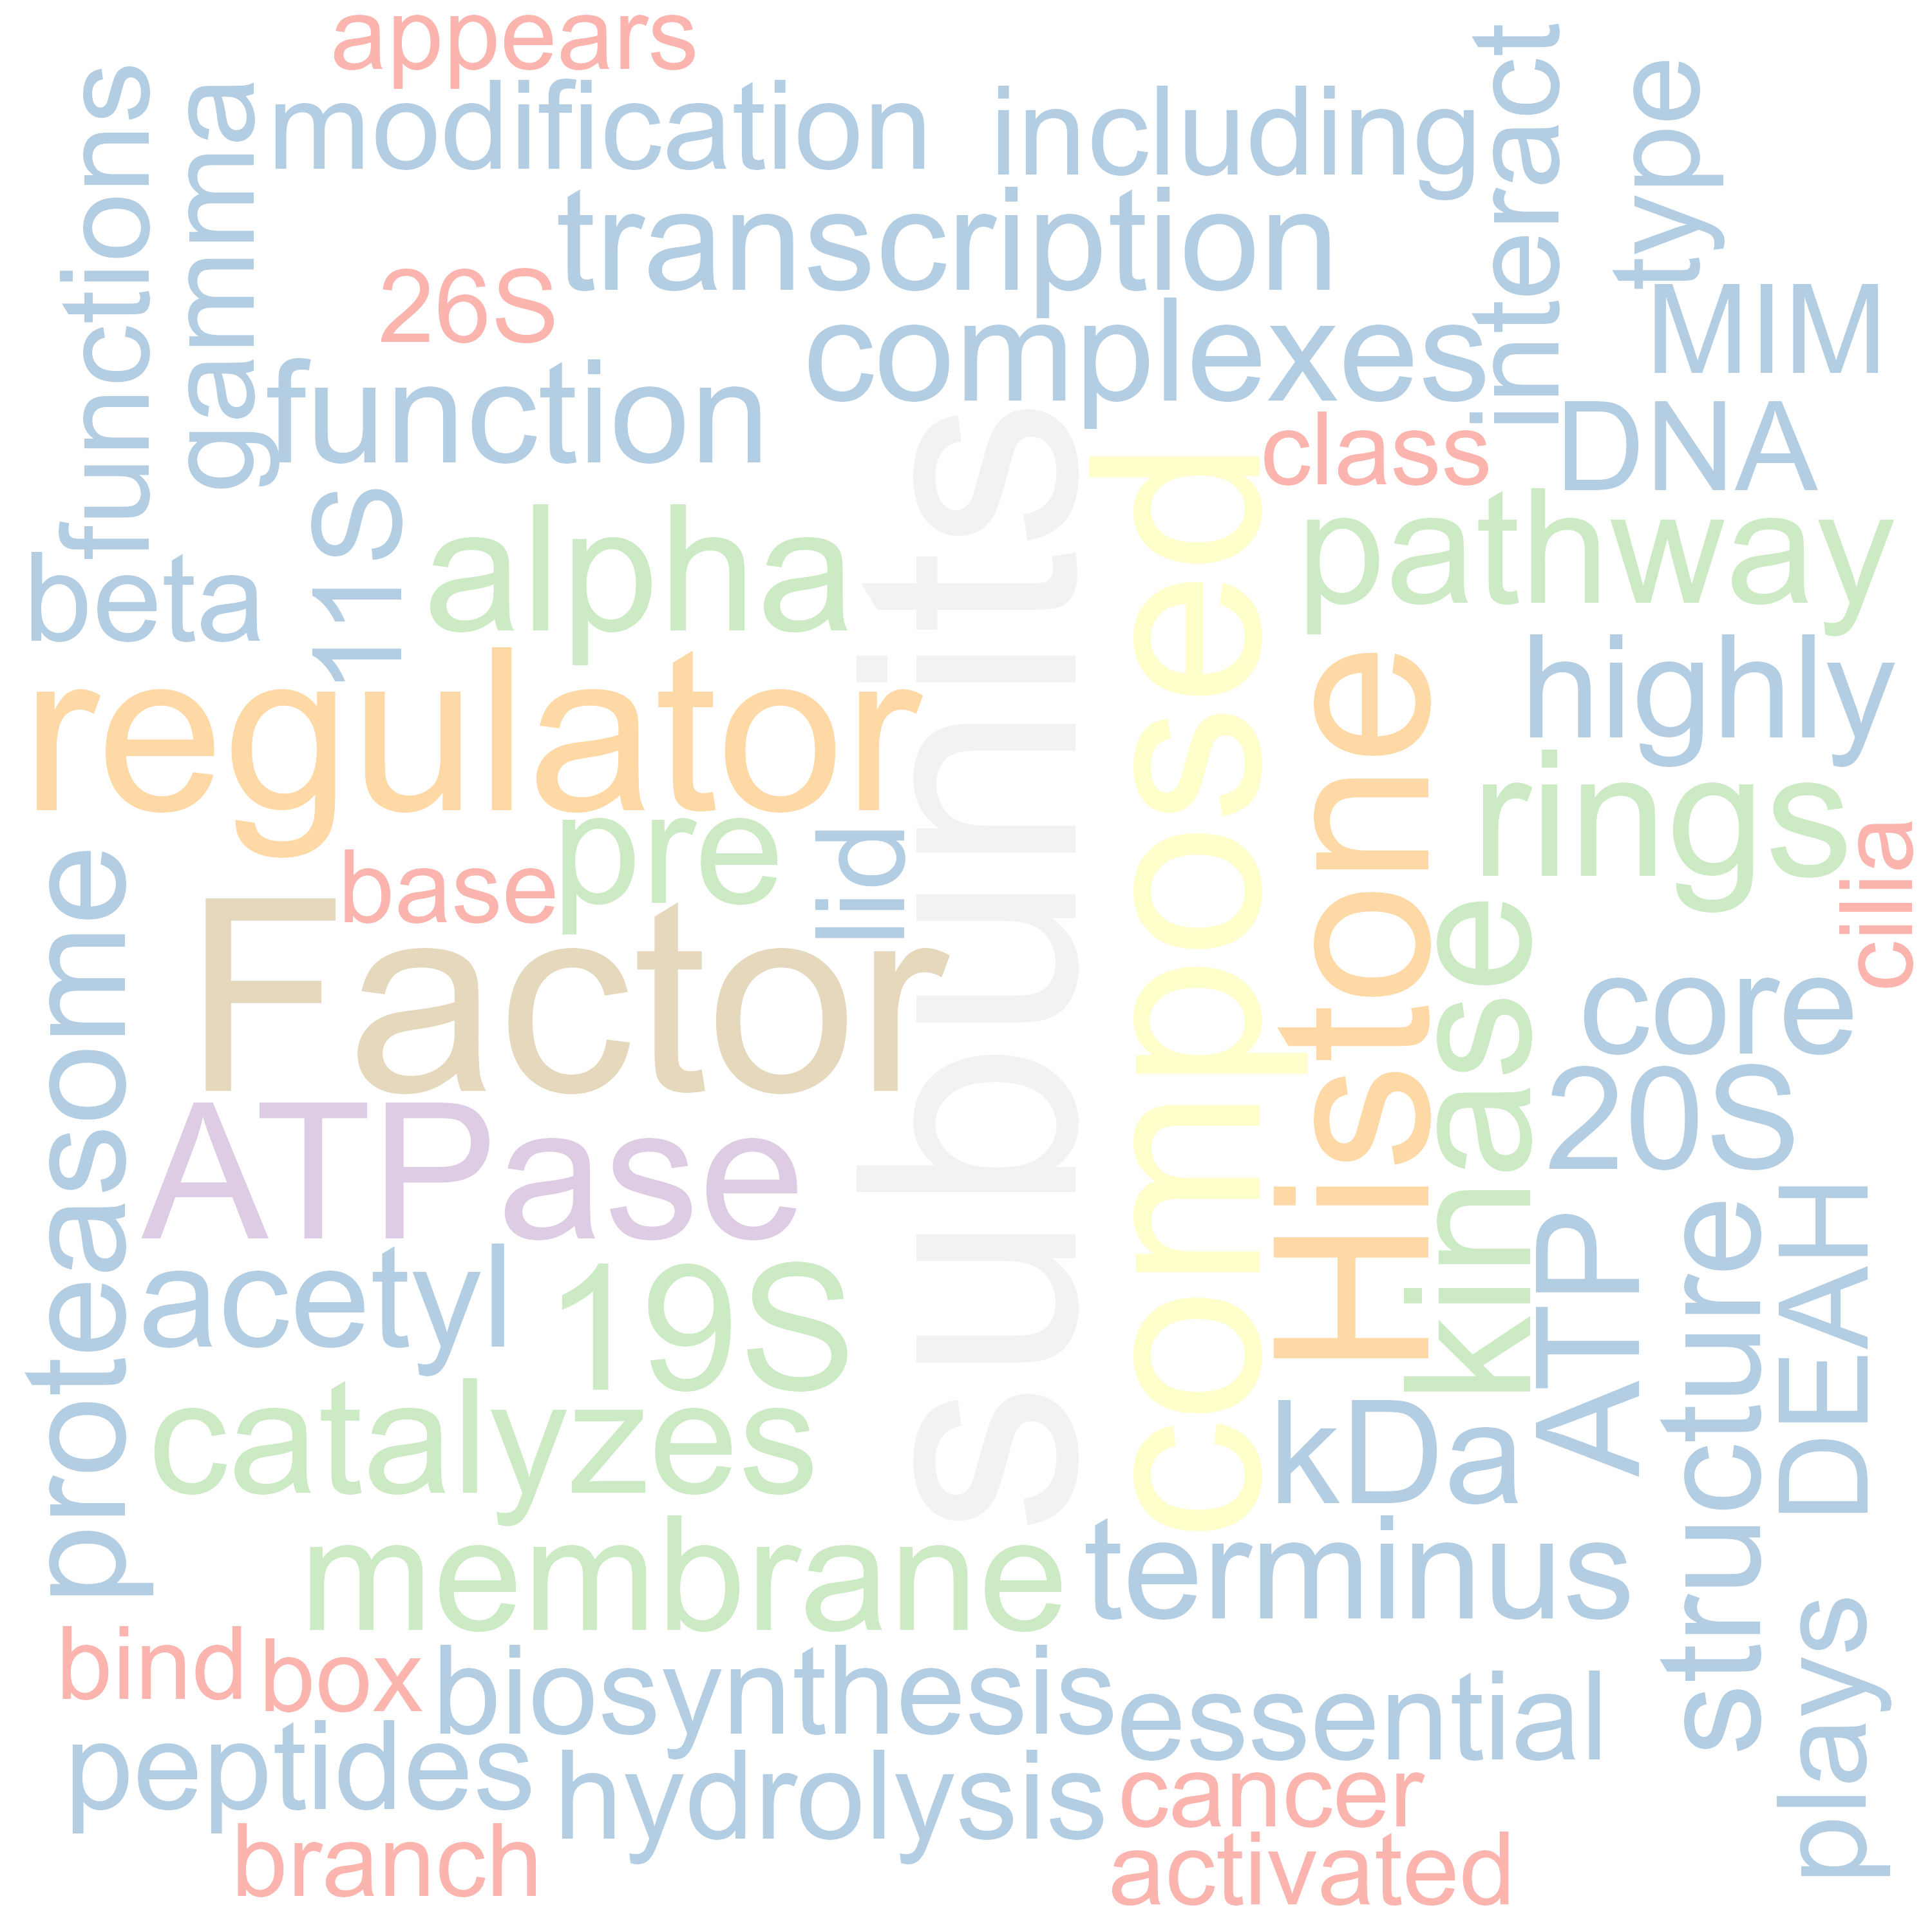 appears
functions
gamma
modification
including
interact
type
transcription
26S
complexes
MIM
function
class
DNA
11S
beta
alpha
subunits
composed
pathway
highly
regulator
Histone
rings
pre
lid
base
cilia
proteasome
Factor
kinase
core
20S
ATPase
ATP
structure
DEAH
acetyl
19S
catalyzes
kDa
membrane
terminus
bind
box
biosynthesis
essential
plays
peptides
hydrolysis
cancer
branch
activated